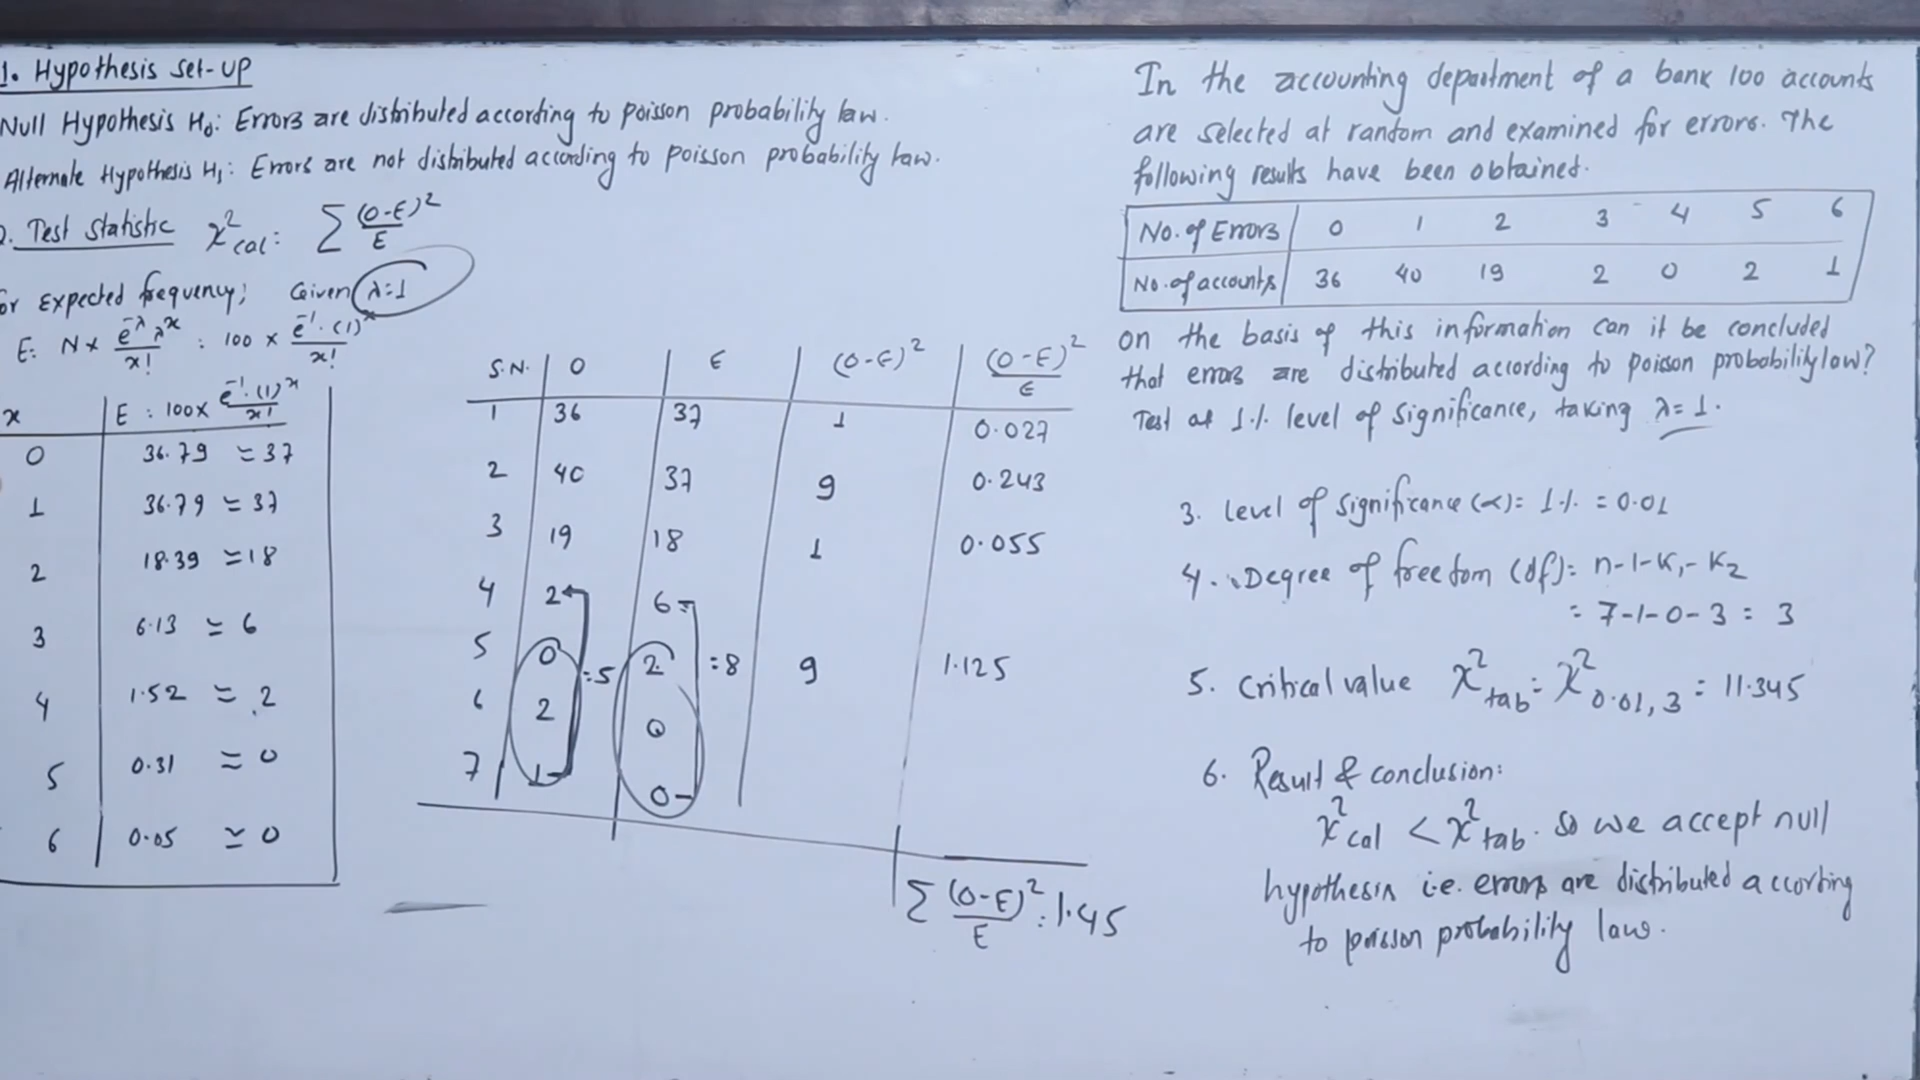 1. Hypothesis set-up
Null Hypothesis H₀: Errors are distributed according to poisson probability law.
Alternate Hypothesis H₁: Errors are not distributed according to poisson probability law.
2. Test statistic χ²cal: ∑ (O-E)²/E
For expected frequency; Given λ=1
E: N× e^-λ λ^x / x! : 100 × e^-1 · (1)^x / x!
x | E : 100× e^-1 · (1)^x / x!
0 36.79 ≃ 37
1 36.79 ≃ 37
2 18.39 ≃ 18
3 6.13 ≃ 6
4 1.52 ≃ 2
5 0.31 ≃ 0
6 0.05 ≃ 0
S.N. | O | E | (O-E)² | (O-E)²/E
1 36 37 1 0.027
2 40 37 9 0.243
3 19 18 1 0.055
4 2 6
5 0 :5 2 :8 9 1.125
6 2 0
7 1 0
∑ (O-E)²/E : 1.45
In the accounting department of a bank 100 accounts
are selected at random and examined for errors. The
following results have been obtained.
No. of Errors | 0 1 2 3 4 5 6
No. of accounts | 36 40 19 2 0 2 1
on the basis of this information can it be concluded
that errors are distributed according to poisson probability law?
Test at 1.% level of significance, taking λ=1.
3. Level of significance (α)= 1% = 0.01
4. Degree of freedom (df)= n-1-K₁-K₂
= 7-1-0-3 = 3
5. Critical value χ²tab = χ²0.01,3 = 11.345
6. Result & conclusion:
χ²cal < χ²tab. So we accept null
hypothesis i.e. errors are distributed according
to poisson probability law.